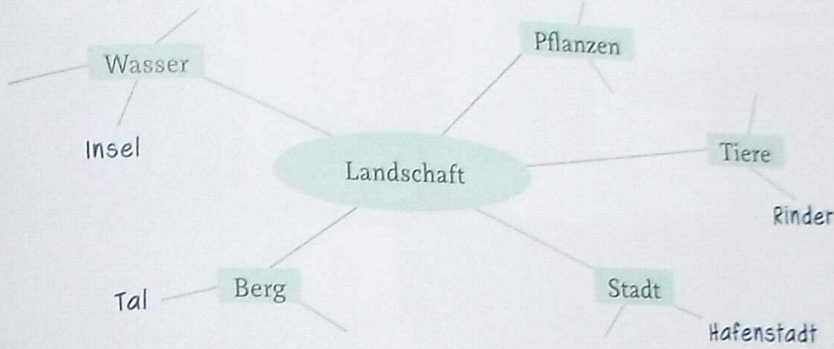 Wasser
Pflanzen
Insel
Landschaft
Tiere
Rinder
Tal
Berg
Stadt
Hafenstadt